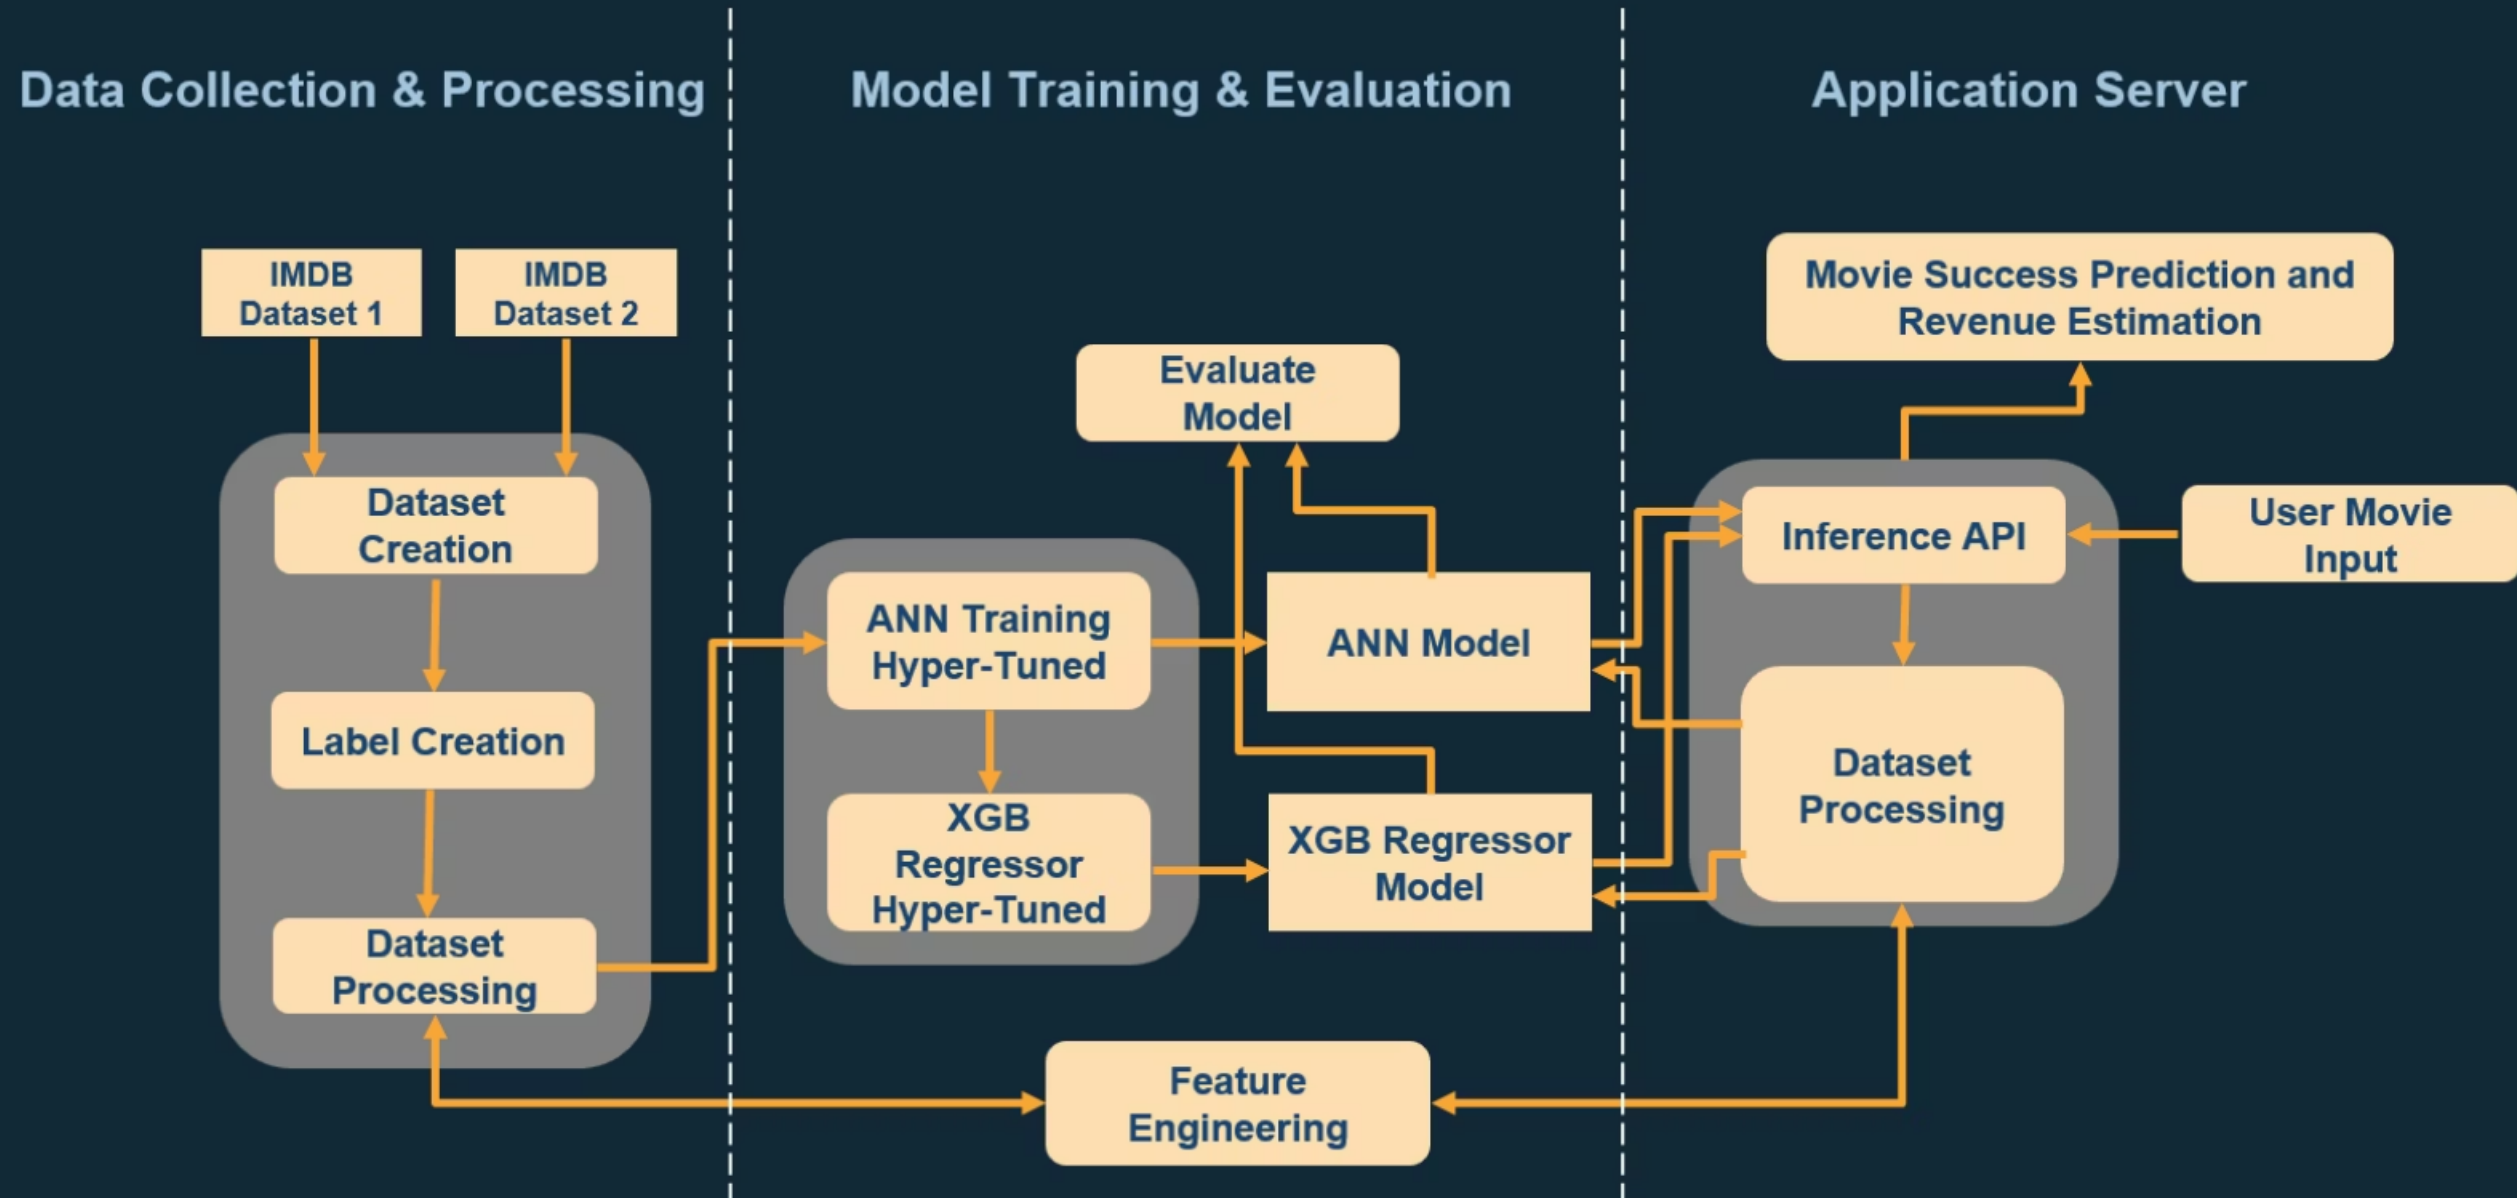 Data Collection & Processing
Model Training & Evaluation
Application Server
IMDB
Dataset 1
IMDB
Dataset 2
Dataset
Creation
Label Creation
Dataset
Processing
Evaluate
Model
ANN Training
Hyper-Tuned
ANN Model
XGB
Regressor
Hyper-Tuned
XGB Regressor
Model
Feature
Engineering
Movie Success Prediction and
Revenue Estimation
Inference API
User Movie
Input
Dataset
Processing